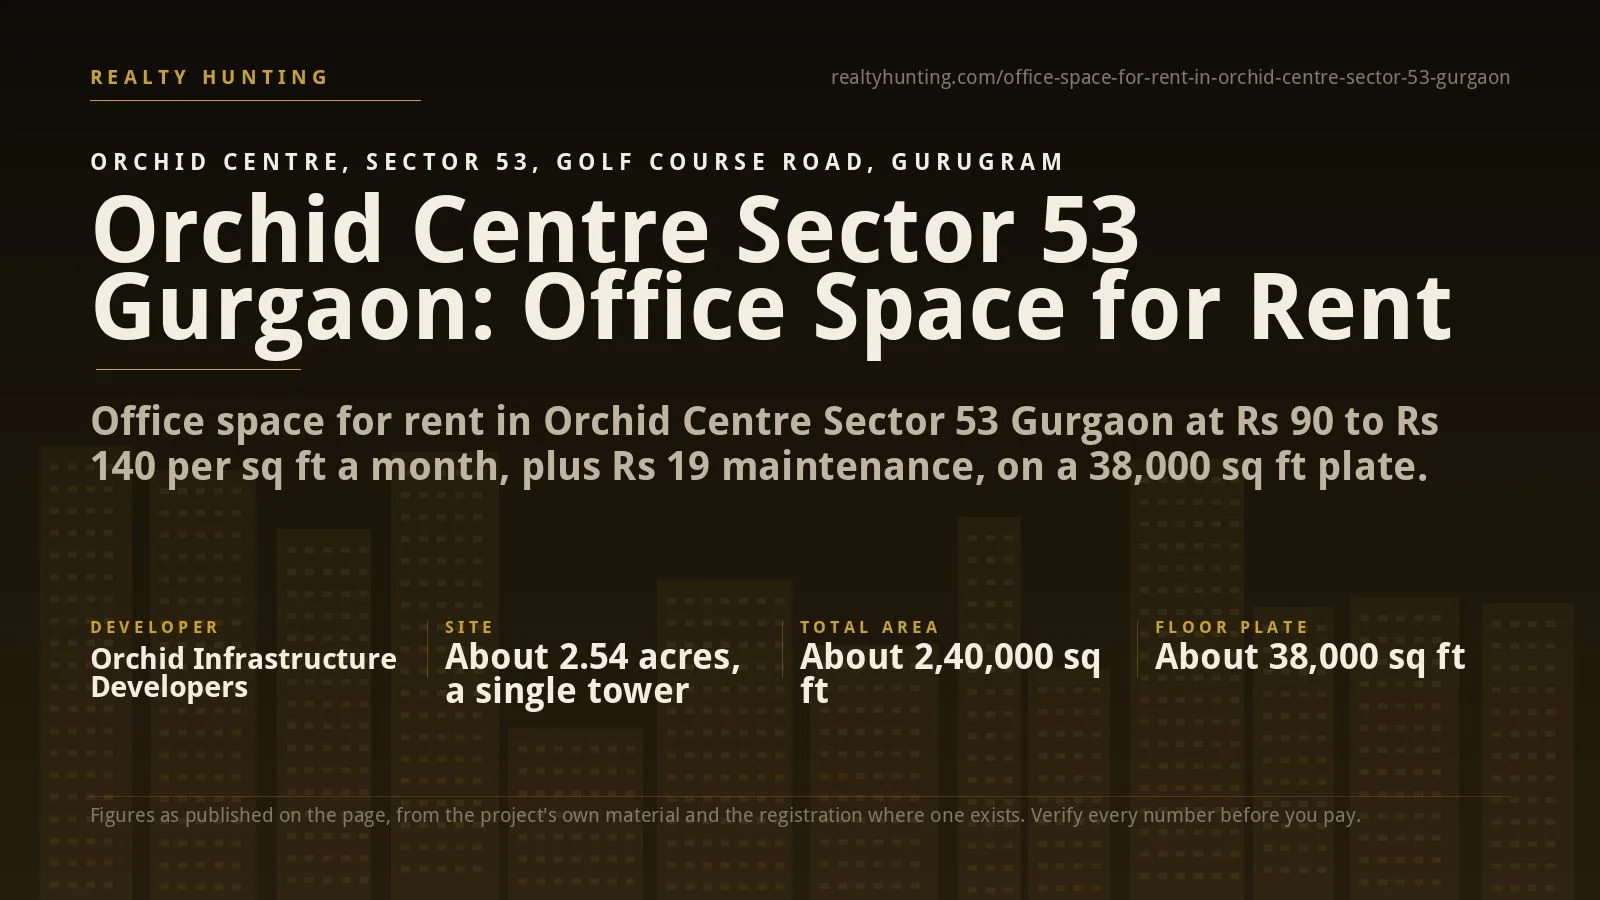 REALTY HUNTING
realtyhunting.com/office-space-for-rent-in-orchid-centre-sector-53-gurgaon
ORCHID CENTRE, SECTOR 53, GOLF COURSE ROAD, GURUGRAM
Orchid Centre Sector 53
Gurgaon: Office Space for Rent
Office space for rent in Orchid Centre Sector 53 Gurgaon at Rs 90 to Rs
140 per sq ft a month, plus Rs 19 maintenance, on a 38,000 sq ft plate.
DEVELOPER
Orchid Infrastructure
Developers
SITE
About 2.54 acres,
a single tower
TOTAL AREA
About 2,40,000 sq
ft
FLOOR PLATE
About 38,000 sq ft
Figures as published on the page, from the project's own material and the registration where one exists. Verify every number before you pay.